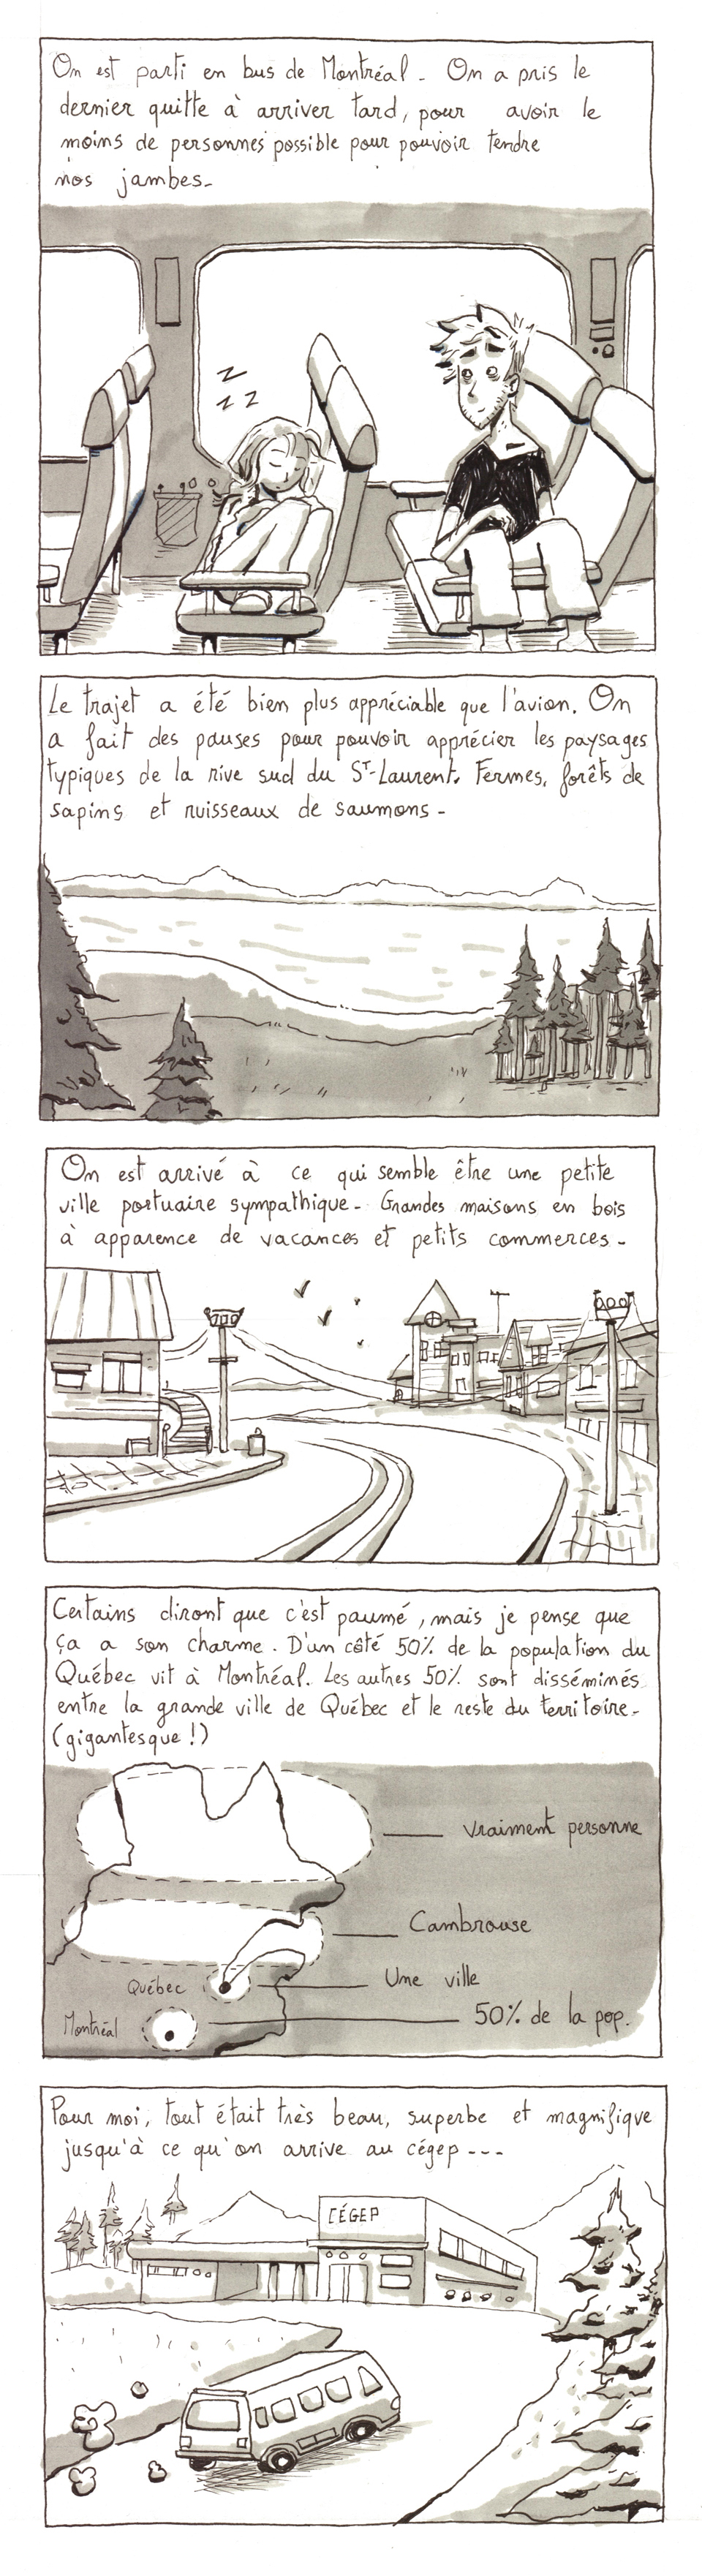 On est parti en bus de Montréal - On a pris le
dernier quitte à arriver tard, pour avoir le
moins de personnes possible pour pouvoir tendre
nos jambes -
Z
Z Z
Le trajet a été bien plus appréciable que l'avion. On
a fait des pauses pour pouvoir apprécier les paysages
typiques de la rive sud du St-Laurent. Fermes, forêts de
sapins et ruisseaux de saumons -
On est arrivé à ce qui semble être une petite
ville portuaire sympathique - Grandes maisons en bois
à apparence de vacances et petits commerces -
Certains diront que c'est paumé, mais je pense que
ça a son charme. D'un côté 50% de la population du
Québec vit à Montréal. Les autres 50% sont disséminés
entre la grande ville de Québec et le reste du territoire -
(gigantesque !)
vraiment personne
Cambrouse
Québec
Une ville
Montréal
50% de la pop.
Pour moi, tout était très beau, superbe et magnifique
jusqu'à ce qu'on arrive au cégep ---
CÉGEP